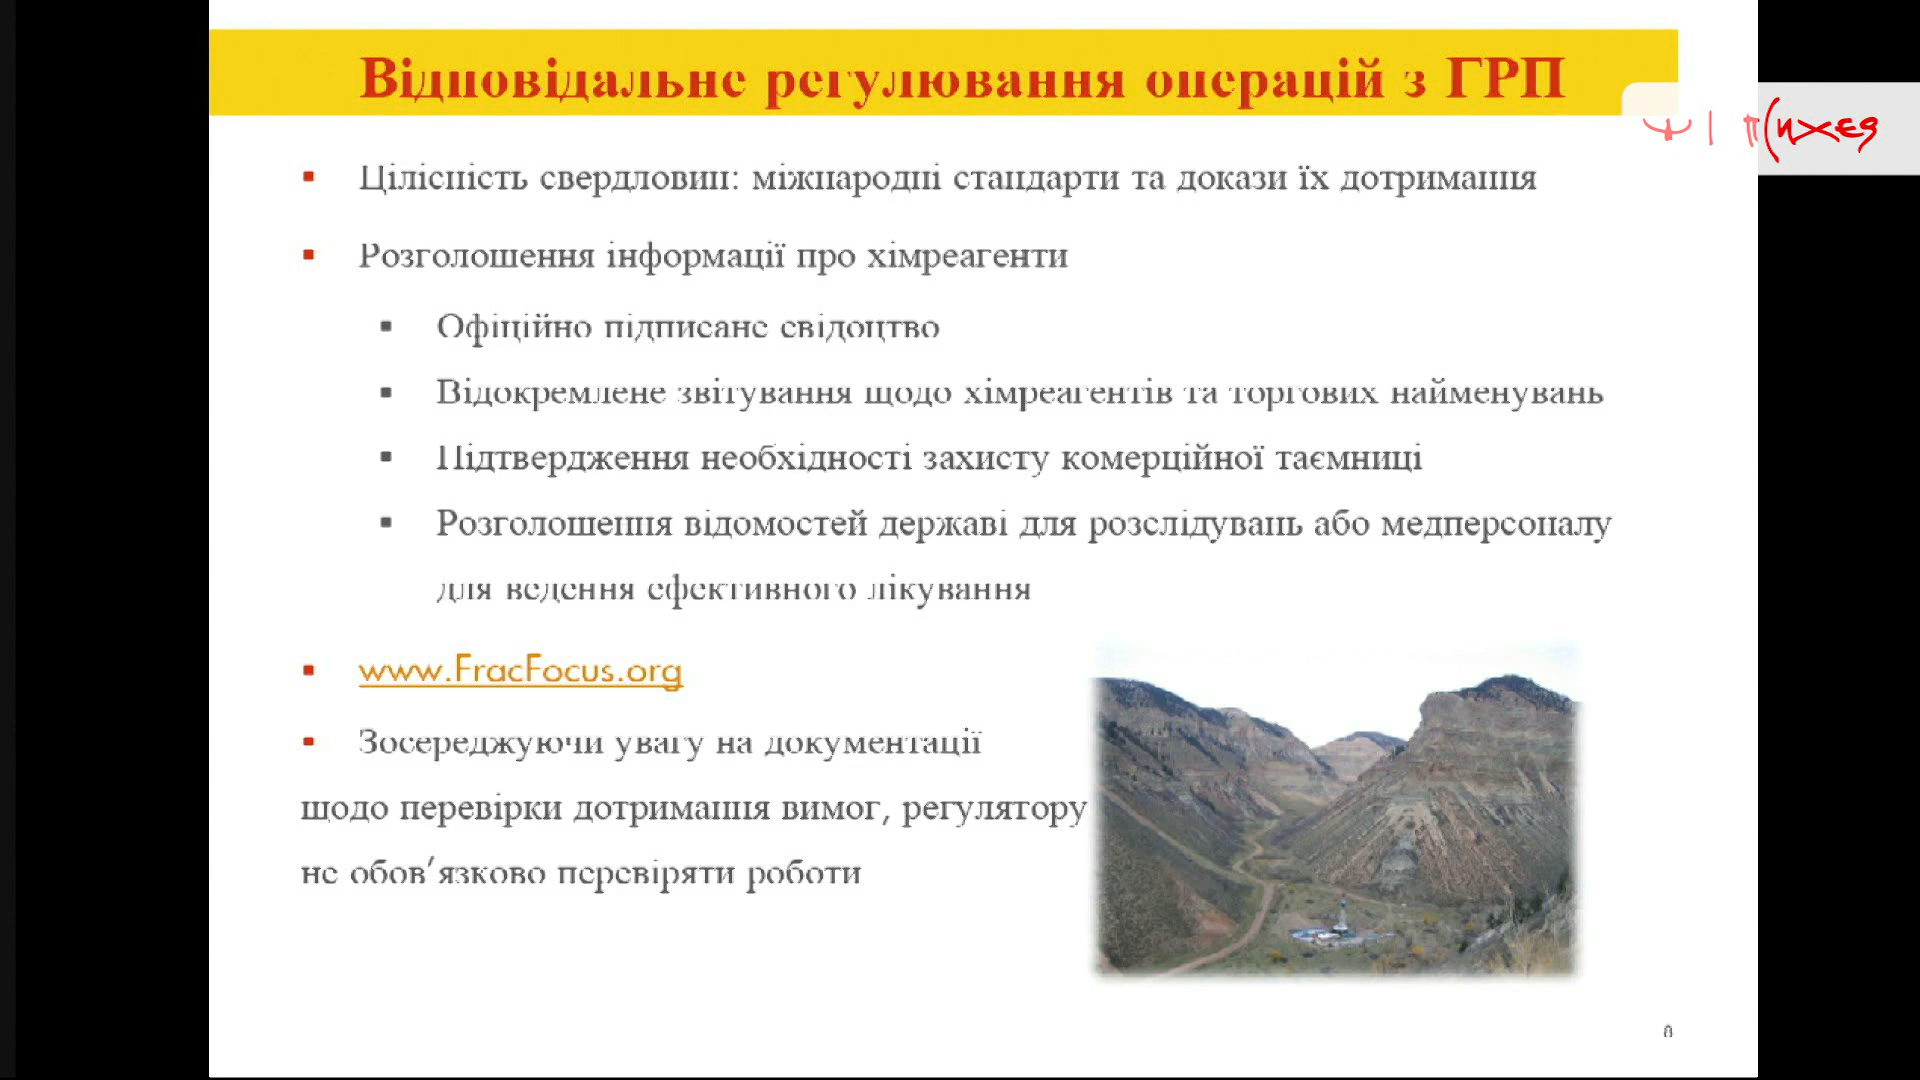 Відповідальне регулювання операцій з ГРП
▪ Цілісність свердловин: міжнародні стандарти та докази їх дотримання
▪ Розголошення інформації про хімреагенти
▪ Офіційно підписане свідоцтво
▪ Відокремлене звітування щодо хімреагентів та торгових найменувань
▪ Підтвердження необхідності захисту комерційної таємниці
▪ Розголошення відомостей державі для розслідувань або медперсоналу
для ведення ефективного лікування
▪ www.FracFocus.org
▪ Зосереджуючи увагу на документації
щодо перевірки дотримання вимог, регулятору
не обов’язково перевіряти роботи